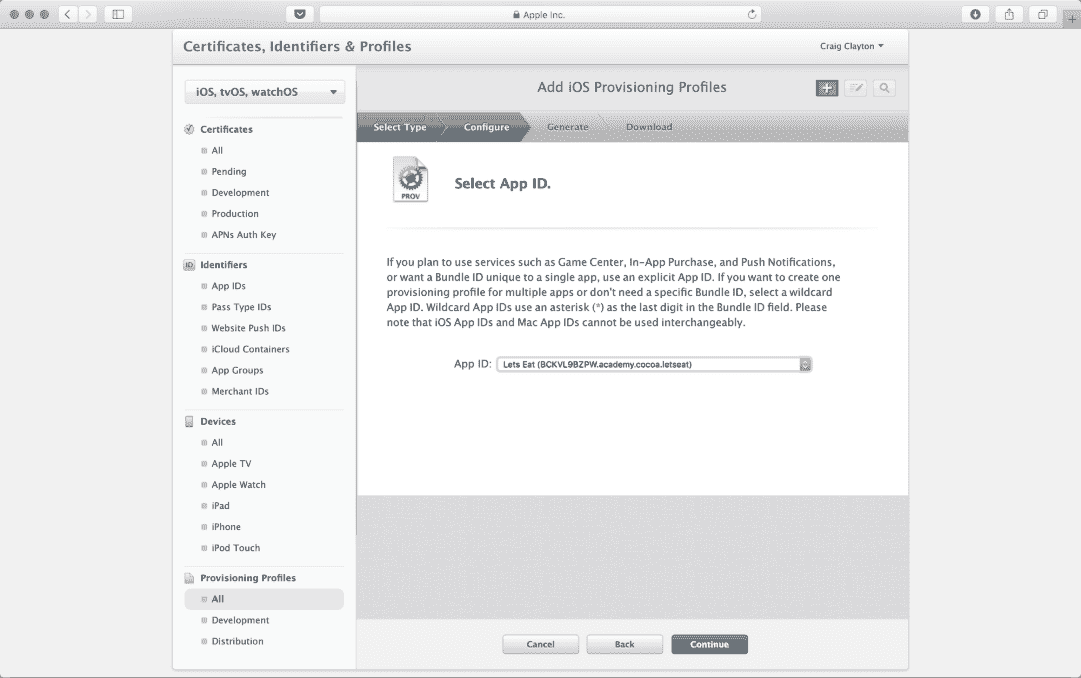 Apple Inc.
Certificates, Identifiers & Profiles
Craig Clayton
iOS, tvOS, watchOS
Certificates
All
Pending
Development
Production
APNs Auth Key
ID Identifiers
App IDs
Pass Type IDs
Website Push IDs
iCloud Containers
App Groups
Merchant IDs
Devices
All
Apple TV
Apple Watch
iPad
iPhone
iPod Touch
Provisioning Profiles
All
Development
Distribution
Add iOS Provisioning Profiles
Select Type Configure Generate Download
PROV
Select App ID.
If you plan to use services such as Game Center, In-App Purchase, and Push Notifications,
or want a Bundle ID unique to a single app, use an explicit App ID. If you want to create one
provisioning profile for multiple apps or don't need a specific Bundle ID, select a wildcard
App ID. Wildcard App IDs use an asterisk (*) as the last digit in the Bundle ID field. Please
note that iOS App IDs and Mac App IDs cannot be used interchangeably.
App ID: Lets Eat (BCKVL9BZPW.academy.cocoa.letseat)
Cancel Back Continue